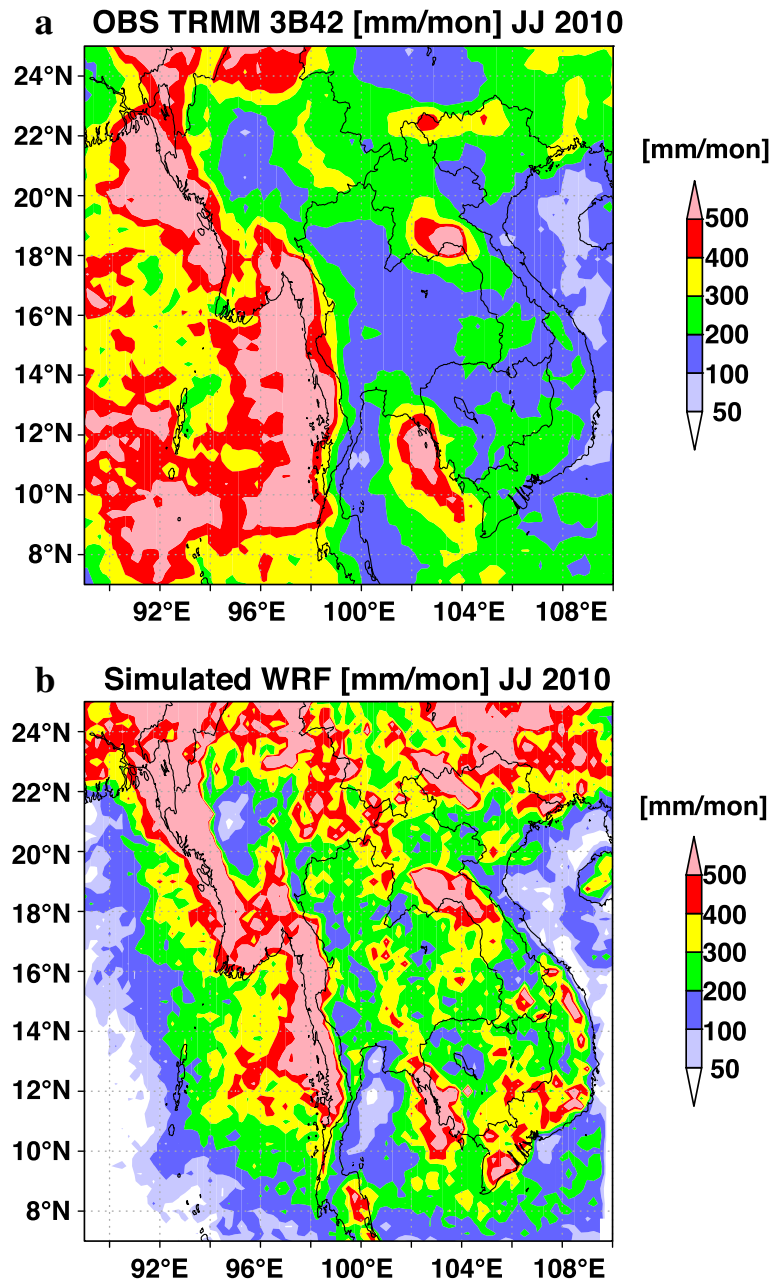 a OBS TRMM 3B42 [mm/mon] JJ 2010
24°N
22°N
20°N
18°N
16°N
14°N
12°N
10°N
8°N
92°E 96°E 100°E 104°E 108°E
[mm/mon]
500
400
300
200
100
50
b Simulated WRF [mm/mon] JJ 2010
24°N
22°N
20°N
18°N
16°N
14°N
12°N
10°N
8°N
92°E 96°E 100°E 104°E 108°E
[mm/mon]
500
400
300
200
100
50